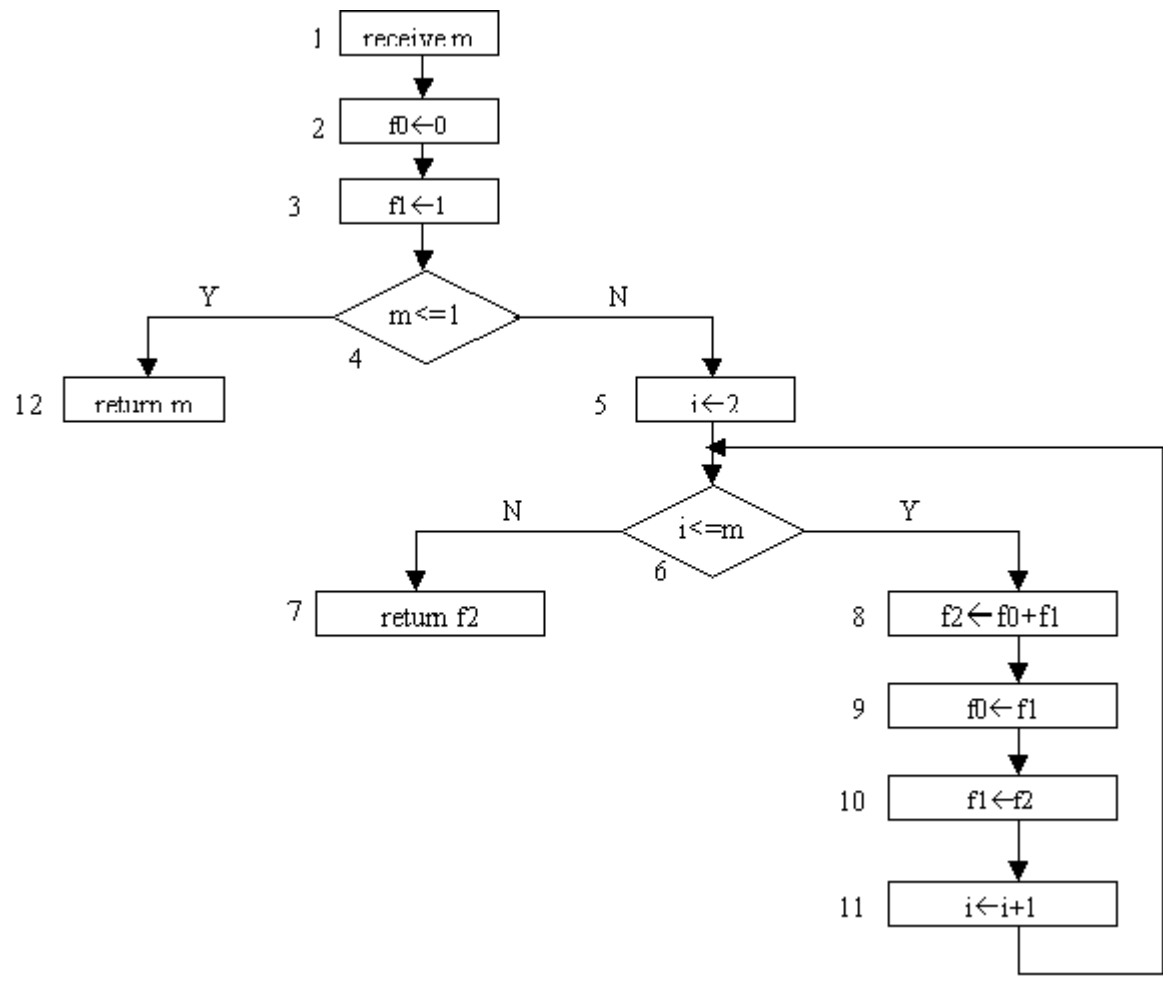 1 receive m
2 f0←0
3 f1←1
Y N
m<=1
4
12 return m
5 i←2
N Y
i<=m
6
7 return f2
8 f2←f0+f1
9 f0←f1
10 f1←f2
11 i←i+1